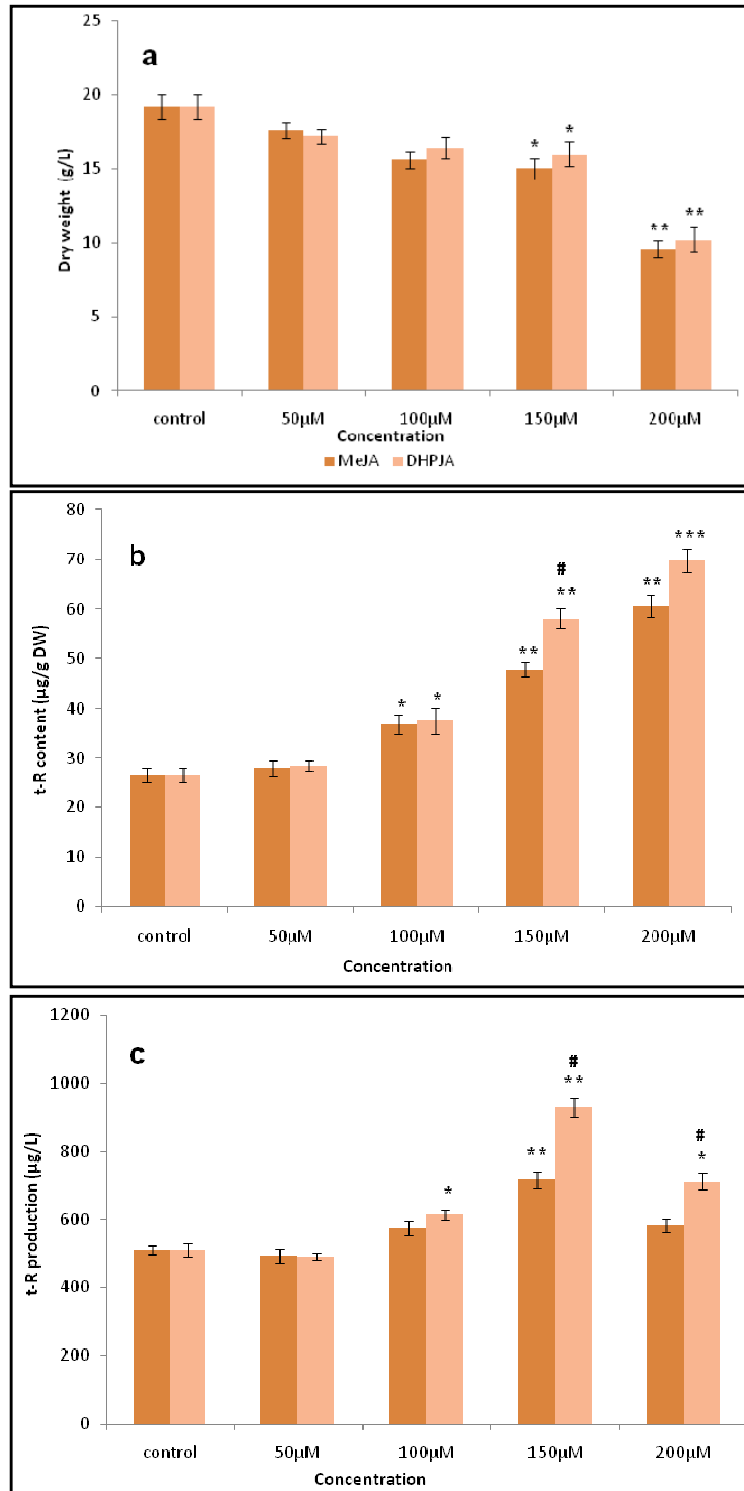 a
25
20
15
10
5
0
Dry weight (g/L)
* *
** **
control 50µM 100µM 150µM 200µM
Concentration
MeJA DHPJA
b
80
70
60
50
40
30
20
10
0
t-R content (µg/g DW)
* *
#
** **
** ***
control 50µM 100µM 150µM 200µM
Concentration
c
1200
1000
800
600
400
200
0
t-R production (µg/L)
*
#
** **
#
*
control 50µM 100µM 150µM 200µM
Concentration